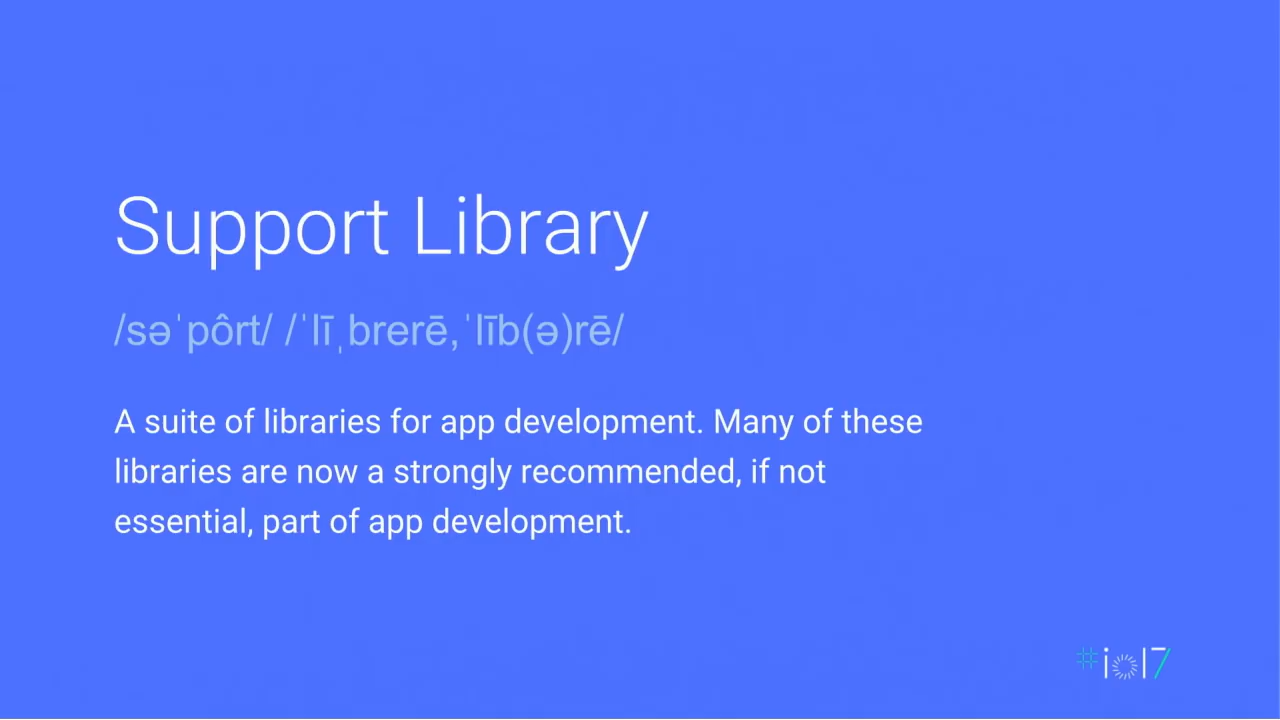 Support Library
/səˈpôrt/ /ˈlīˌbrerē,ˈlīb(ə)rē/
A suite of libraries for app development. Many of these
libraries are now a strongly recommended, if not
essential, part of app development.
#io17